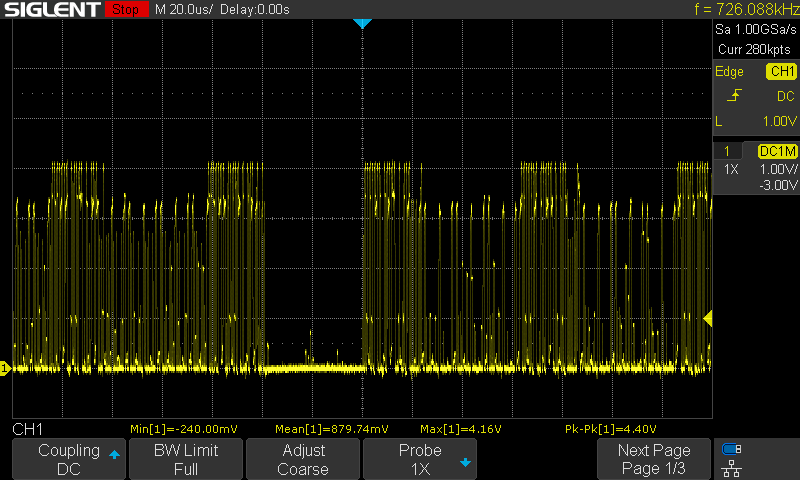 SIGLENT Stop M 20.0us/ Delay:0.00s f = 726.088kHz
Sa 1.00GSa/s
Curr 280kpts
Edge CH1
DC
L 1.00V
1 DC1M
1X 1.00V/
-3.00V
1
CH1 Min[1]=-240.00mV Mean[1]=879.74mV Max[1]=4.16V Pk-Pk[1]=4.40V
Coupling BW Limit Adjust Probe Next Page
DC Full Coarse 1X Page 1/3